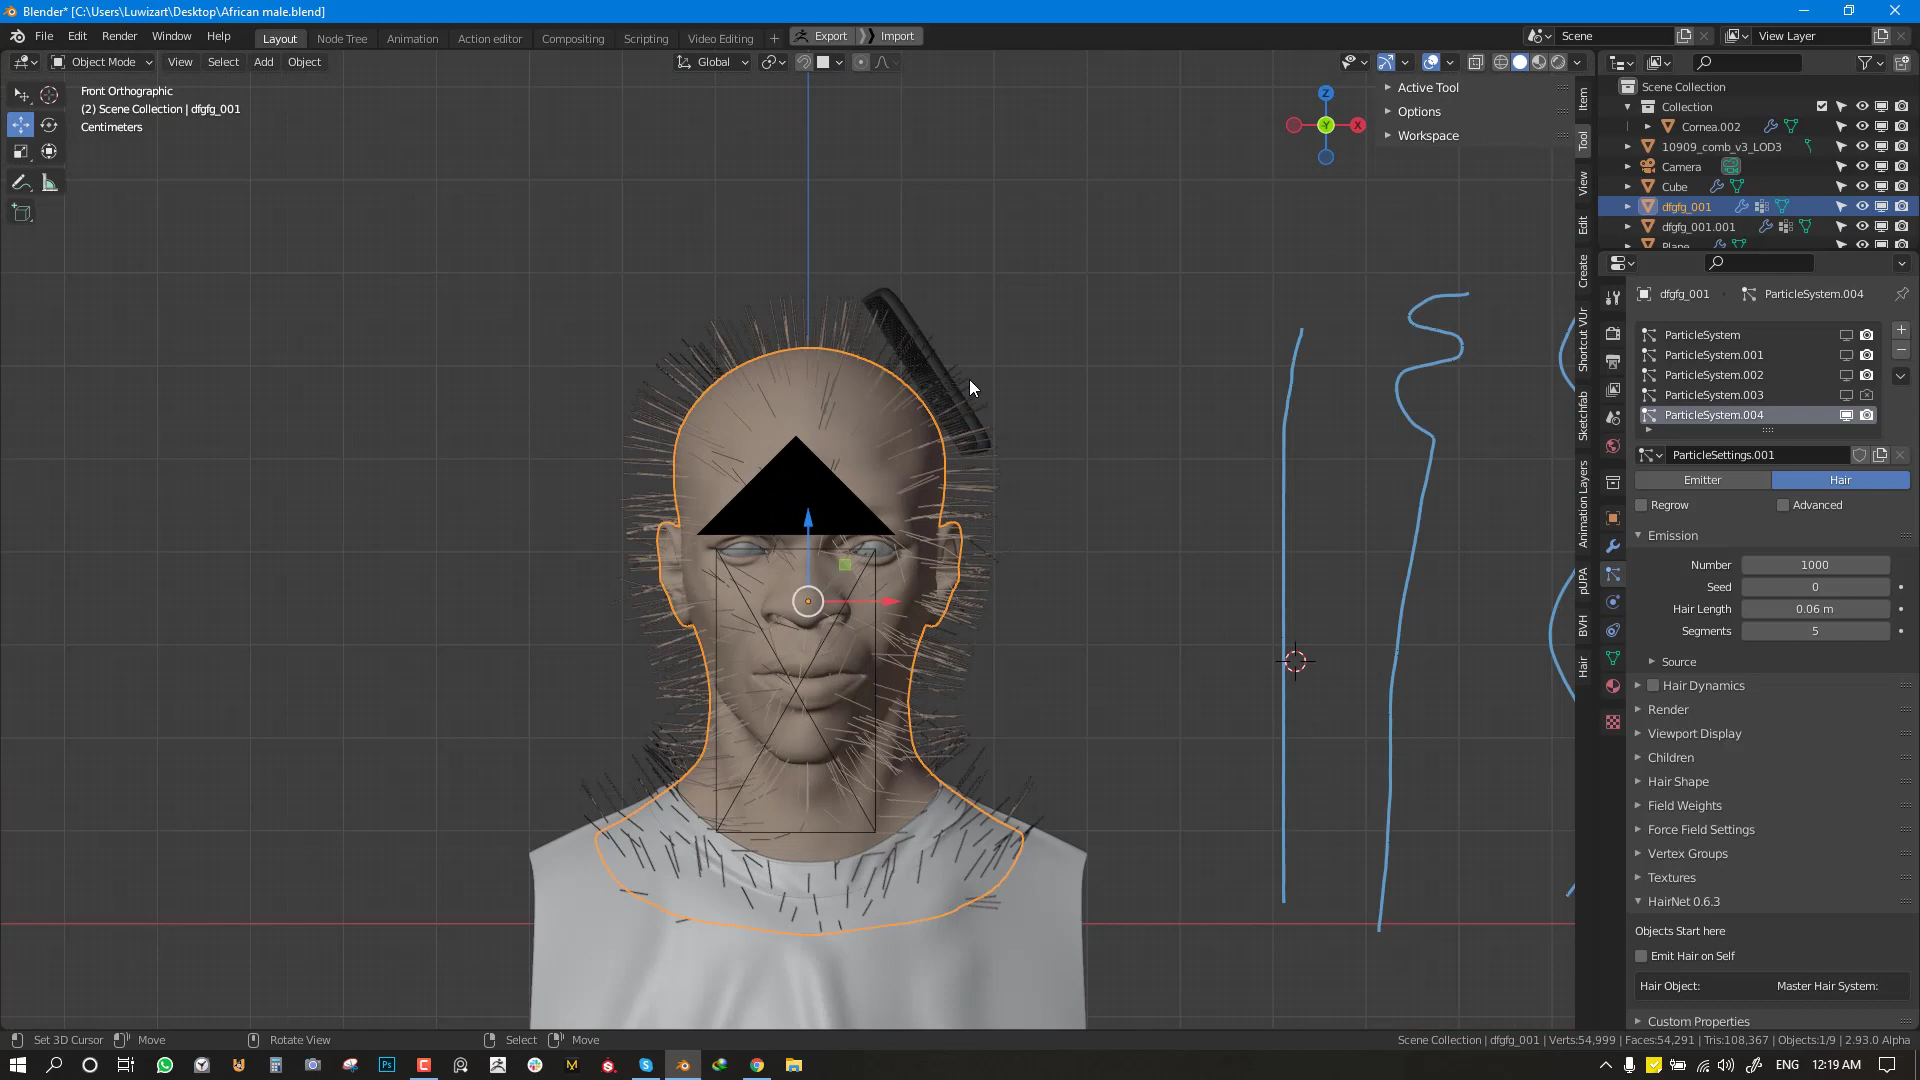 Blender* [C:\Users\Luwizart\Desktop\African male.blend]
File Edit Render Window Help
Layout Node Tree Animation Action editor Compositing Scripting Video Editing + Export Import
Scene View Layer
Object Mode View Select Add Object Global
Front Orthographic
(2) Scene Collection | dfgfg_001
Centimeters
Z
Y
X
Active Tool
Options
Workspace
Item
Tool
View
Edit
Create
Shortcut VUr
Sketchfab
Animation Layers
pUPA
BVH
Hair
Scene Collection
Collection
Cornea.002
10909_comb_v3_LOD3
Camera
Cube
dfgfg_001
dfgfg_001.001
Plane
dfgfg_001 ParticleSystem.004
ParticleSystem
ParticleSystem.001
ParticleSystem.002
ParticleSystem.003
ParticleSystem.004
ParticleSettings.001
Emitter Hair
Regrow Advanced
Emission
Number 1000
Seed 0
Hair Length 0.06 m
Segments 5
Source
Hair Dynamics
Render
Viewport Display
Children
Hair Shape
Field Weights
Force Field Settings
Vertex Groups
Textures
HairNet 0.6.3
Objects Start here
Emit Hair on Self
Hair Object: Master Hair System:
Custom Properties
Set 3D Cursor Move Rotate View Select Move
Scene Collection | dfgfg_001 | Verts:54,999 | Faces:54,291 | Tris:108,367 | Objects:1/9 | 2.93.0 Alpha
Ps
ENG 12:19 AM